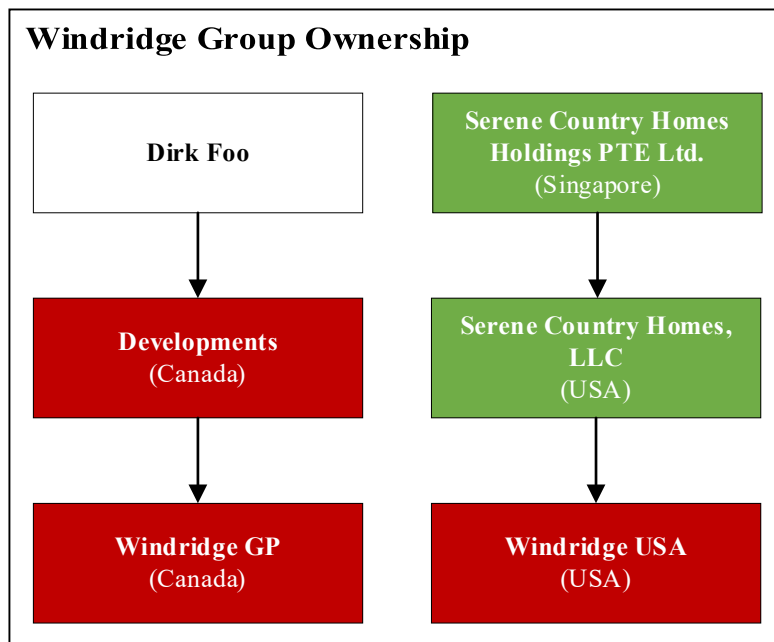 Windridge Group Ownership
Dirk Foo
Serene Country Homes
Holdings PTE Ltd.
(Singapore)
Developments
(Canada)
Serene Country Homes,
LLC
(USA)
Windridge GP
(Canada)
Windridge USA
(USA)